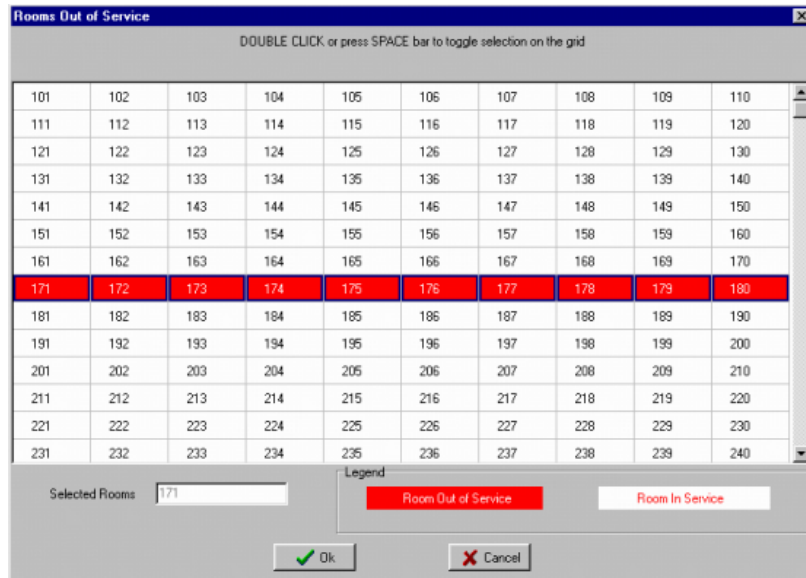 Rooms Out of Service
DOUBLE CLICK or press SPACE bar to toggle selection on the grid
101 102 103 104 105 106 107 108 109 110
111 112 113 114 115 116 117 118 119 120
121 122 123 124 125 126 127 128 129 130
131 132 133 134 135 136 137 138 139 140
141 142 143 144 145 146 147 148 149 150
151 152 153 154 155 156 157 158 159 160
161 162 163 164 165 166 167 168 169 170
171 172 173 174 175 176 177 178 179 180
181 182 183 184 185 186 187 188 189 190
191 192 193 194 195 196 197 198 199 200
201 202 203 204 205 206 207 208 209 210
211 212 213 214 215 216 217 218 219 220
221 222 223 224 225 226 227 228 229 230
231 232 233 234 235 236 237 238 239 240
Legend
Selected Rooms 171 Room Out of Service Room In Service
Ok Cancel